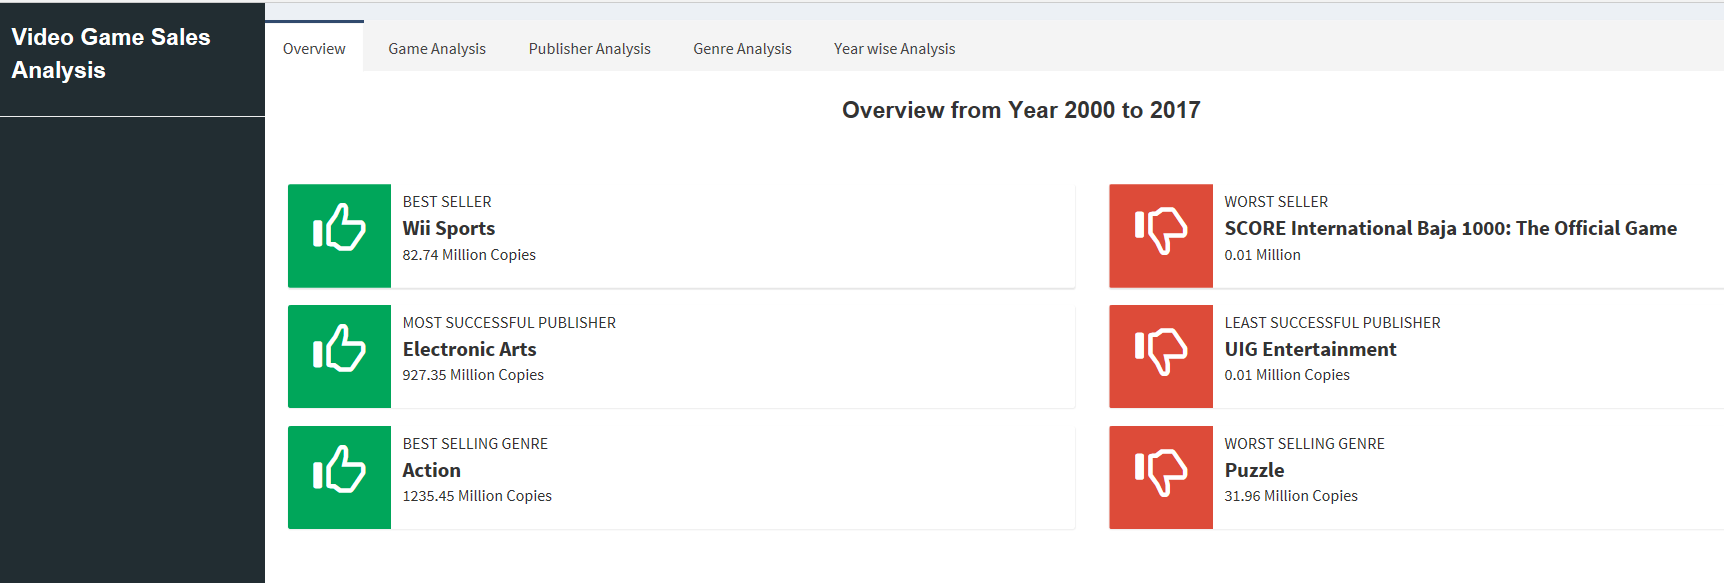 Video Game Sales
Analysis
Overview
Game Analysis
Publisher Analysis
Genre Analysis
Year wise Analysis
Overview from Year 2000 to 2017
BEST SELLER
Wii Sports
82.74 Million Copies
WORST SELLER
SCORE International Baja 1000: The Official Game
0.01 Million
MOST SUCCESSFUL PUBLISHER
Electronic Arts
927.35 Million Copies
LEAST SUCCESSFUL PUBLISHER
UIG Entertainment
0.01 Million Copies
BEST SELLING GENRE
Action
1235.45 Million Copies
WORST SELLING GENRE
Puzzle
31.96 Million Copies